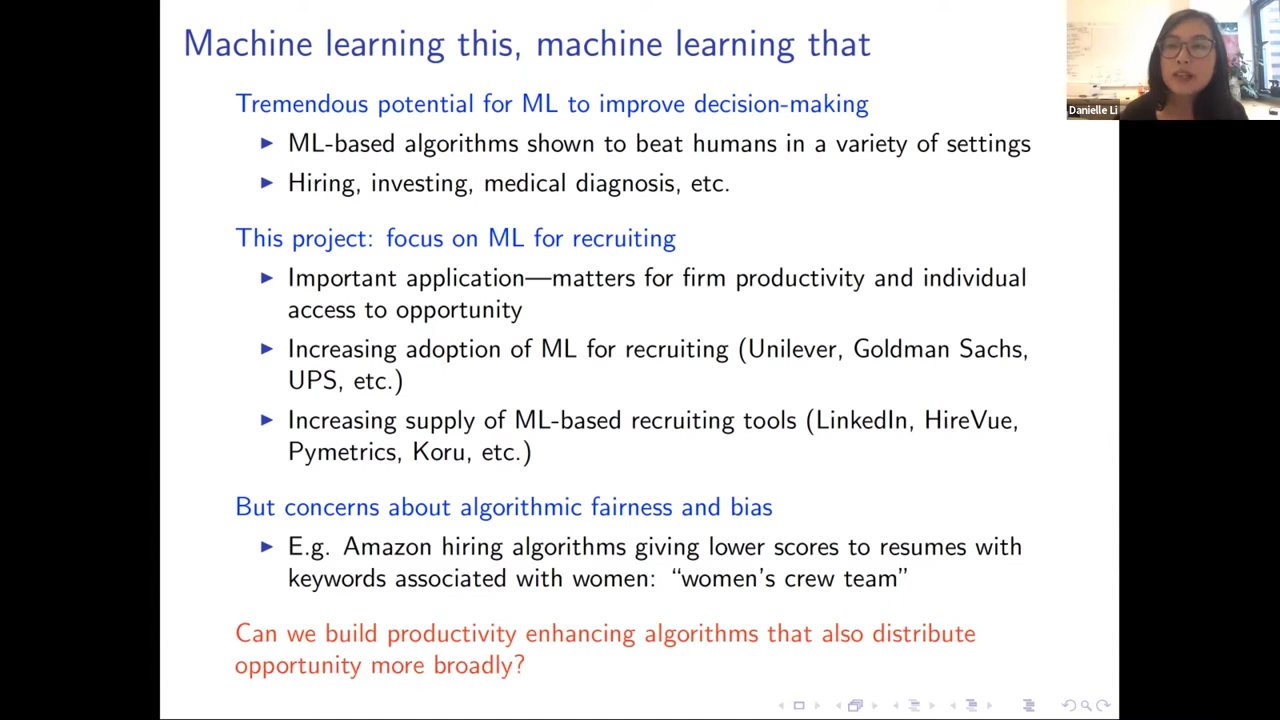 Machine learning this, machine learning that
Tremendous potential for ML to improve decision-making
▶ ML-based algorithms shown to beat humans in a variety of settings
▶ Hiring, investing, medical diagnosis, etc.
This project: focus on ML for recruiting
▶ Important application—matters for firm productivity and individual
access to opportunity
▶ Increasing adoption of ML for recruiting (Unilever, Goldman Sachs,
UPS, etc.)
▶ Increasing supply of ML-based recruiting tools (LinkedIn, HireVue,
Pymetrics, Koru, etc.)
But concerns about algorithmic fairness and bias
▶ E.g. Amazon hiring algorithms giving lower scores to resumes with
keywords associated with women: “women’s crew team”
Can we build productivity enhancing algorithms that also distribute
opportunity more broadly?
Danielle Li